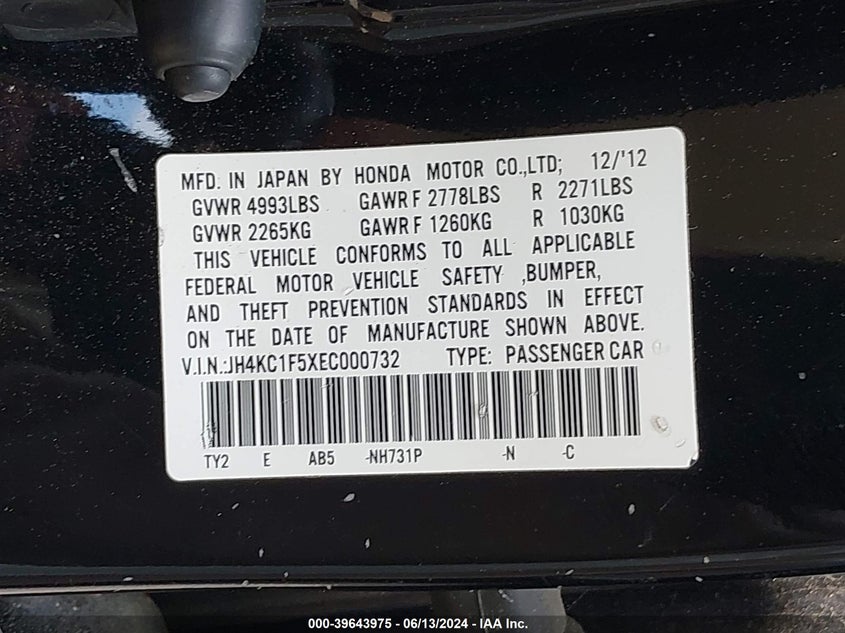 MFD. IN JAPAN BY HONDA MOTOR CO.,LTD; 12/'12
GVWR 4993LBS GAWR F 2778LBS R 2271LBS
GVWR 2265KG GAWR F 1260KG R 1030KG
THIS VEHICLE CONFORMS TO ALL APPLICABLE
FEDERAL MOTOR VEHICLE SAFETY ,BUMPER,
AND THEFT PREVENTION STANDARDS IN EFFECT
ON THE DATE OF MANUFACTURE SHOWN ABOVE.
V.I.N.:JH4KC1F5XEC000732 TYPE: PASSENGER CAR
TY2 E AB5 -NH731P -N -C
000-39643975 - 06/13/2024 - IAA Inc.